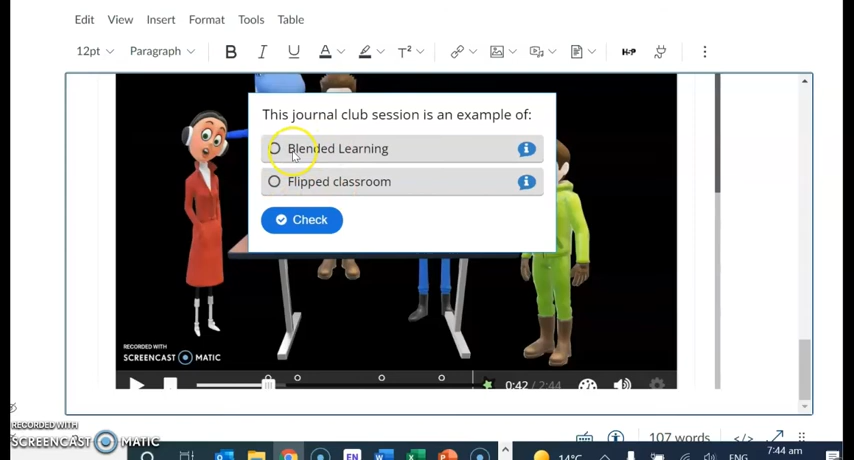 Edit View Insert Format Tools Table
12pt Paragraph B I U A T² H-P
This journal club session is an example of:
Blended Learning
Flipped classroom
Check
RECORDED WITH
SCREENCAST MATIC
0:42 / 2:44
RECORDED WITH
SCREENCAST MATIC
107 words </>
14°C ENG 7:44 am